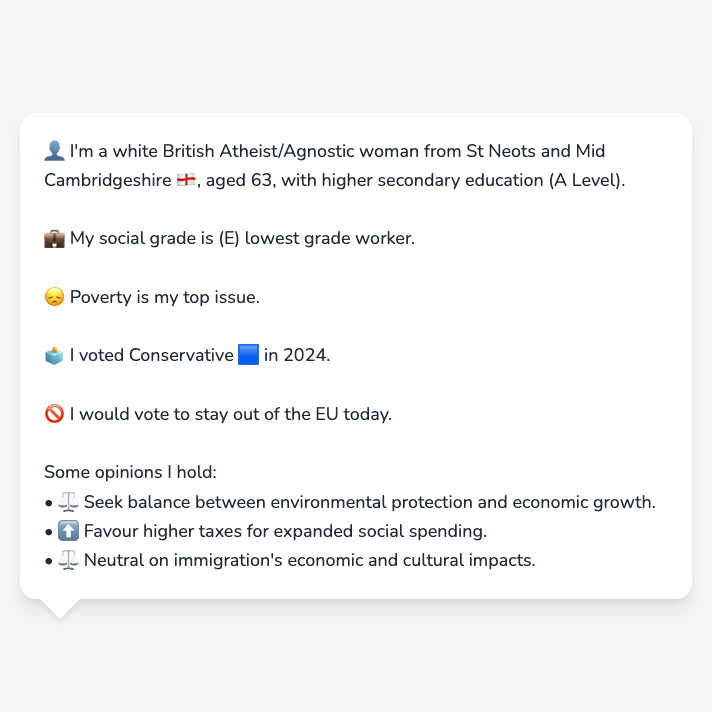 👤 I'm a white British Atheist/Agnostic woman from St Neots and Mid
Cambridgeshire 🏴󠁧󠁢󠁥󠁮󠁧󠁿, aged 63, with higher secondary education (A Level).
💼 My social grade is (E) lowest grade worker.
😞 Poverty is my top issue.
🗳️ I voted Conservative 🟦 in 2024.
🚫 I would vote to stay out of the EU today.
Some opinions I hold:
• ⚖️ Seek balance between environmental protection and economic growth.
• ⬆️ Favour higher taxes for expanded social spending.
• ⚖️ Neutral on immigration's economic and cultural impacts.